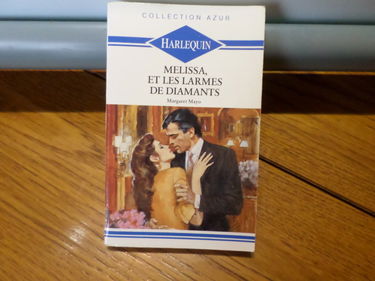 COLLECTION AZUR
HARLEQUIN
MELISSA,
ET LES LARMES
DE DIAMANTS
Margaret Mayo